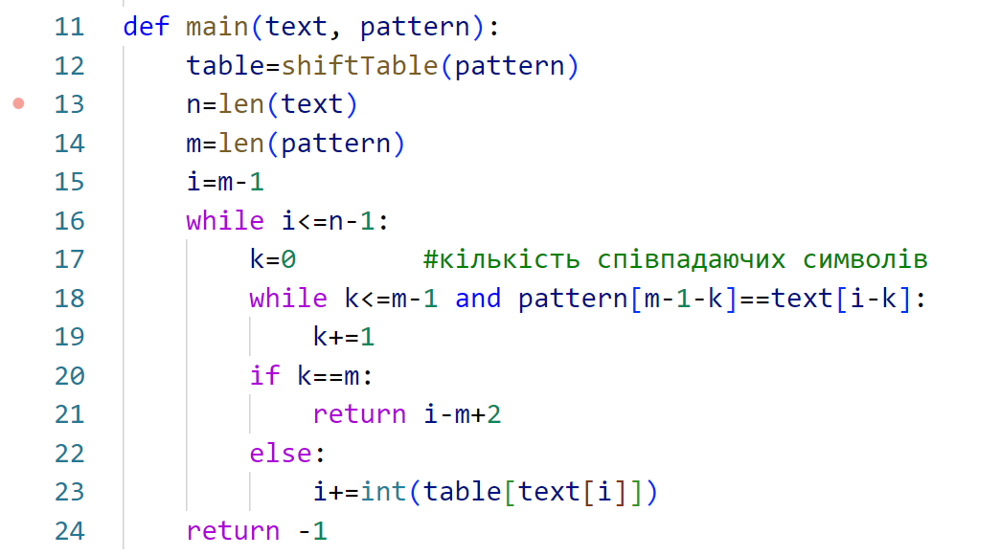 11 def main(text, pattern):
12     table=shiftTable(pattern)
13     n=len(text)
14     m=len(pattern)
15     i=m-1
16     while i<=n-1:
17         k=0        #кількість співпадаючих символів
18         while k<=m-1 and pattern[m-1-k]==text[i-k]:
19             k+=1
20         if k==m:
21             return i-m+2
22         else:
23             i+=int(table[text[i]])
24     return -1